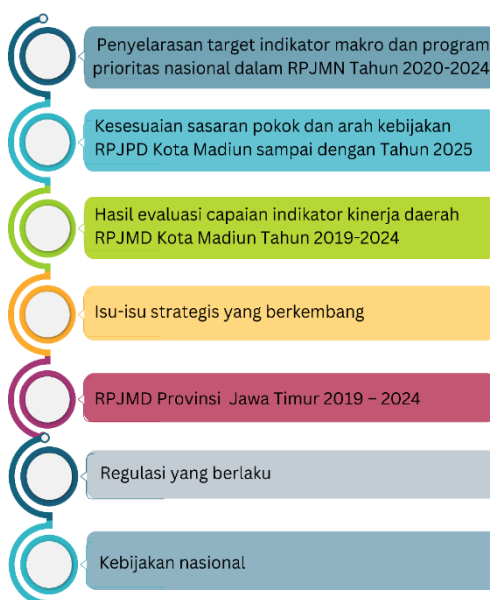 Penyelarasan target indikator makro dan program
prioritas nasional dalam RPJMN Tahun 2020-2024
Kesesuaian sasaran pokok dan arah kebijakan
RPJPD Kota Madiun sampai dengan Tahun 2025
Hasil evaluasi capaian indikator kinerja daerah
RPJMD Kota Madiun Tahun 2019-2024
Isu-isu strategis yang berkembang
RPJMD Provinsi Jawa Timur 2019 – 2024
Regulasi yang berlaku
Kebijakan nasional